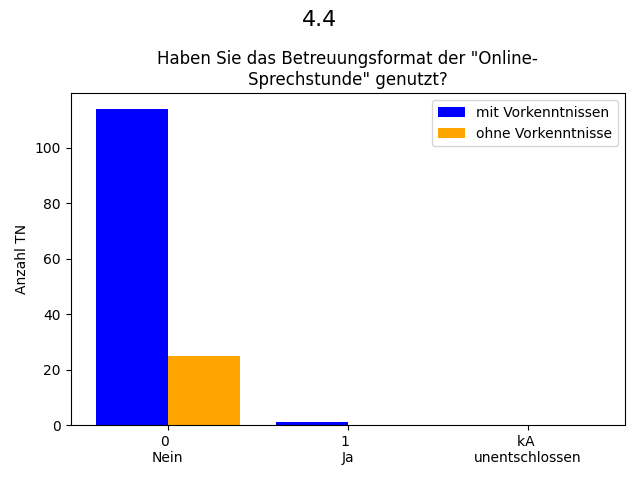 4.4
Haben Sie das Betreuungsformat der "Online-
Sprechstunde" genutzt?
mit Vorkenntnissen
ohne Vorkenntnisse
Anzahl TN
100
80
60
40
20
0
0 1 kA
Nein Ja unentschlossen